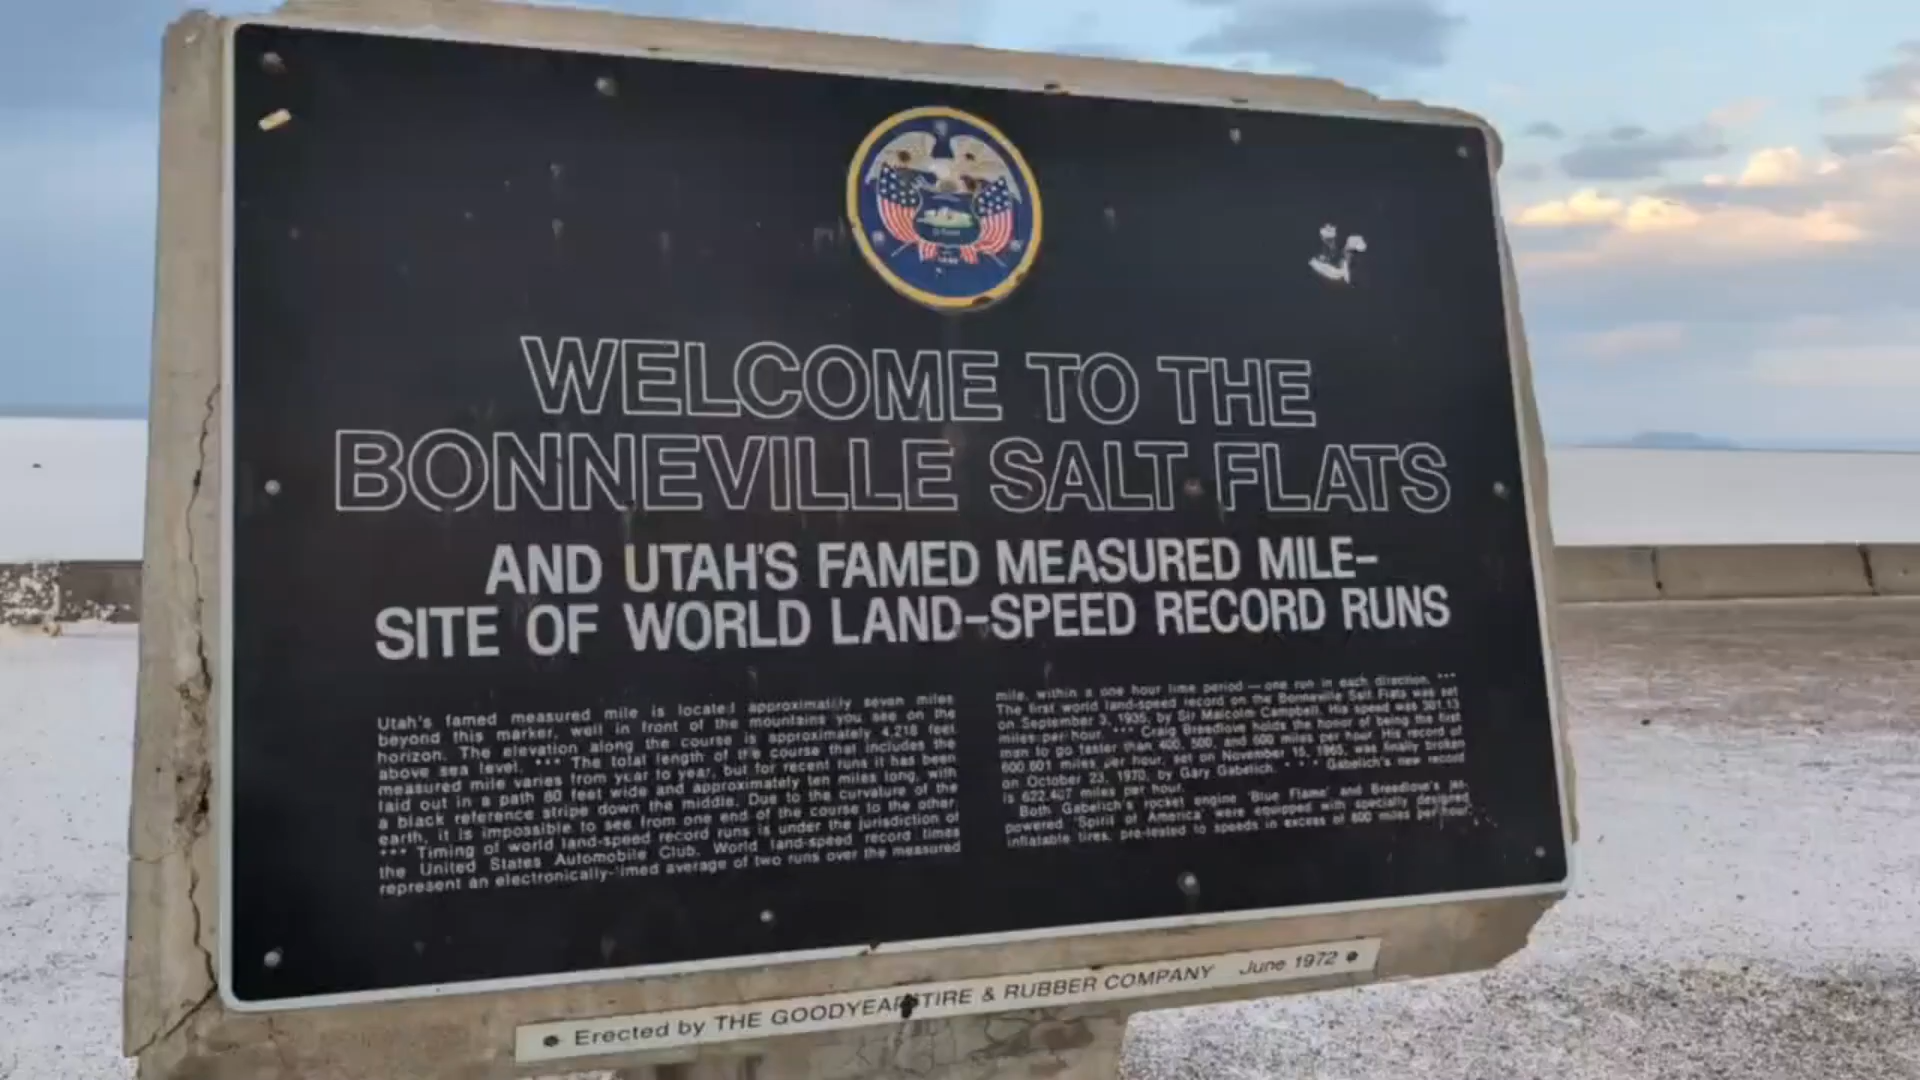 WELCOME TO THE
BONNEVILLE SALT FLATS
AND UTAH'S FAMED MEASURED MILE-
SITE OF WORLD LAND-SPEED RECORD RUNS
Utah's famed measured mile is located approximately seven miles
beyond this marker, well in front of the mountains you see on the
horizon. The elevation along the course is approximately 4,218 feet
above sea level. *** The total length of the course that includes the
measured mile varies from year to year, but for recent runs it has been
laid out in a path 80 feet wide and approximately ten miles long, with
a black reference stripe down the middle. Due to the curvature of the
earth, it is impossible to see from one end of the course to the other.
*** Timing of world land-speed record runs is under the jurisdiction of
the United States Automobile Club. World land-speed record times
represent an electronically-timed average of two runs over the measured
mile, within a one hour time period — one run in each direction. ***
The first world land-speed record on the Bonneville Salt Flats was set
on September 3, 1935, by Sir Malcolm Campbell. His speed was 301.13
miles per hour. *** Craig Breedlove holds the honor of being the first
man to go faster than 400, 500, and 600 miles per hour. His record of
600.601 miles per hour, set on November 15, 1965, was finally broken
on October 23, 1970, by Gary Gabelich. * * * Gabelich's new record
is 622.407 miles per hour.
Both Gabelich's rocket engine 'Blue Flame' and Breedlove's jet-
powered 'Spirit of America' were equipped with specially designed
inflatable tires, pre-tested to speeds in excess of 800 miles per hour.
Erected by THE GOODYEAR TIRE & RUBBER COMPANY June 1972